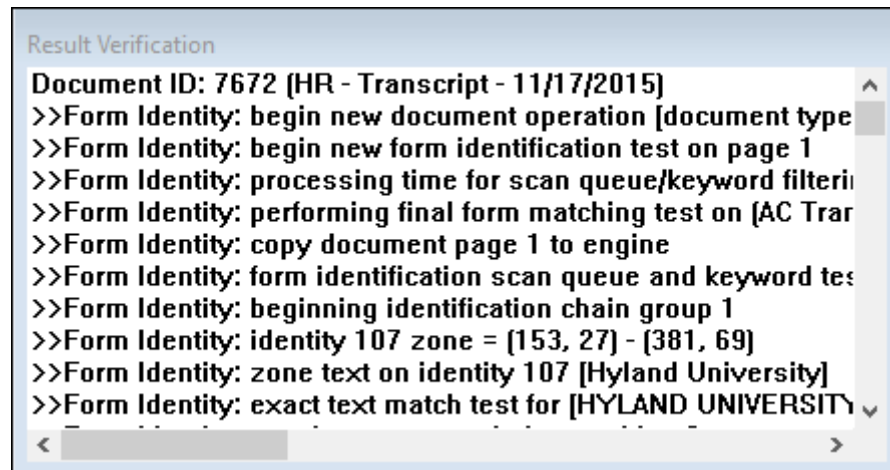 Result Verification
Document ID: 7672 (HR - Transcript - 11/17/2015)
>>Form Identity: begin new document operation [document type
>>Form Identity: begin new form identification test on page 1
>>Form Identity: processing time for scan queue/keyword
>>Form Identity: performing final form matching test on (AC
>>Form Identity: copy document page 1 to engine
>>Form Identity: form identification scan queue and keyword
>>Form Identity: beginning identification chain group 1
>>Form Identity: identity 107 zone = (153, 27) - (381, 69)
>>Form Identity: zone text on identity 107 [Hyland University]
>>Form Identity: exact text match test for [HYLAND UNIVERSITY